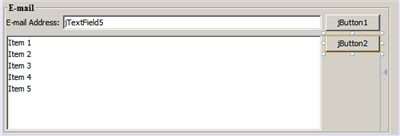 E-mail
E-mail Address: jTextField5 jButton1
jButton2
Item 1
Item 2
Item 3
Item 4
Item 5